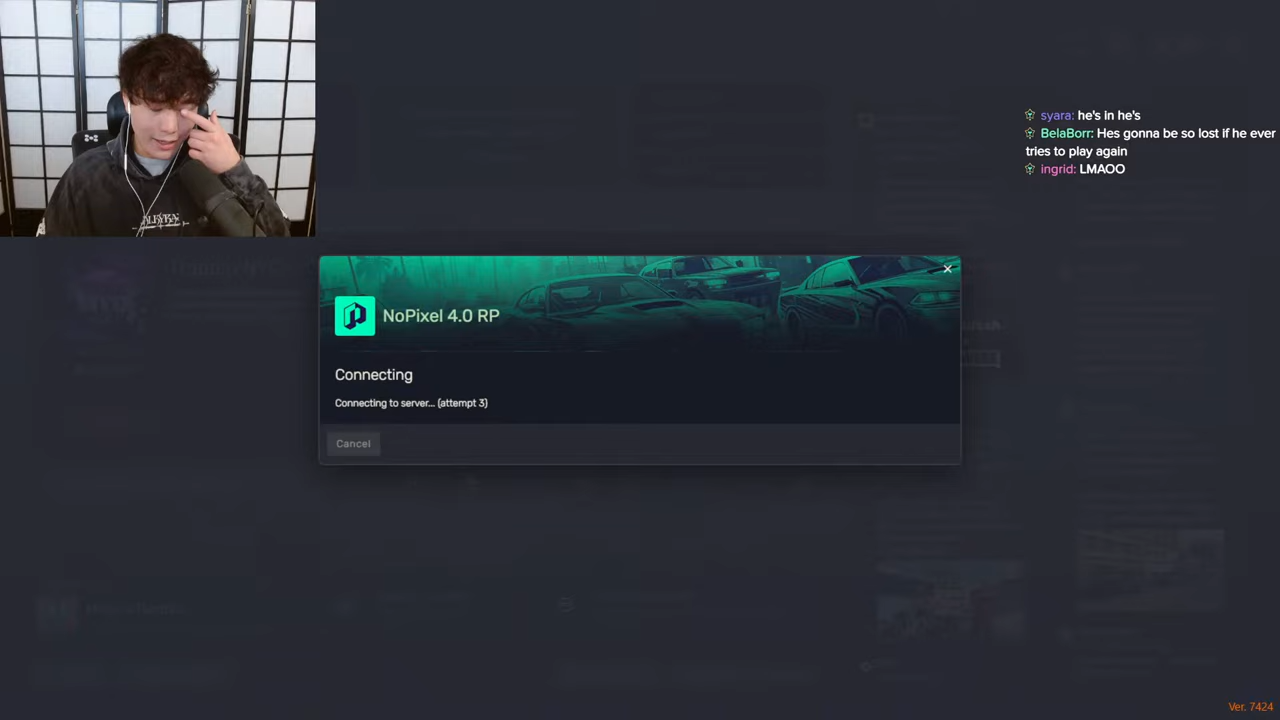 syara: he's in he's
BelaBorr: Hes gonna be so lost if he ever
tries to play again
ingrid: LMAOO
NoPixel 4.0 RP
Connecting
Connecting to server... (attempt 3)
Cancel
Ver. 7424